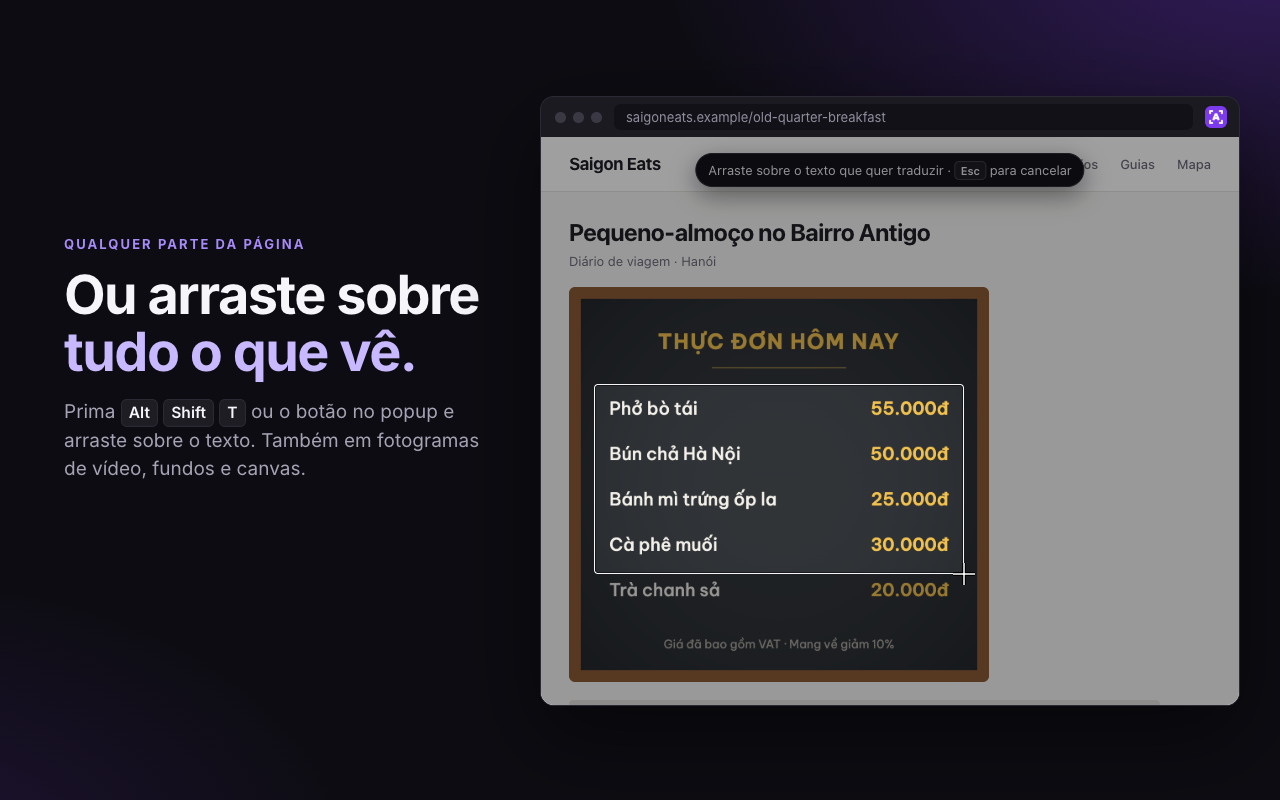 QUALQUER PARTE DA PÁGINA
Ou arraste sobre
tudo o que vê.
Prima Alt Shift T ou o botão no popup e
arraste sobre o texto. Também em fotogramas
de vídeo, fundos e canvas.
saigoneats.example/old-quarter-breakfast
A
Saigon Eats
Arraste sobre o texto que quer traduzir · Esc para cancelar
Guias
Mapa
Pequeno-almoço no Bairro Antigo
Diário de viagem · Hanói
THỰC ĐƠN HÔM NAY
Phở bò tái 55.000đ
Bún chả Hà Nội 50.000đ
Bánh mì trứng ốp la 25.000đ
Cà phê muối 30.000đ
Trà chanh sả 20.000đ
Giá đã bao gồm VAT · Mang về giảm 10%